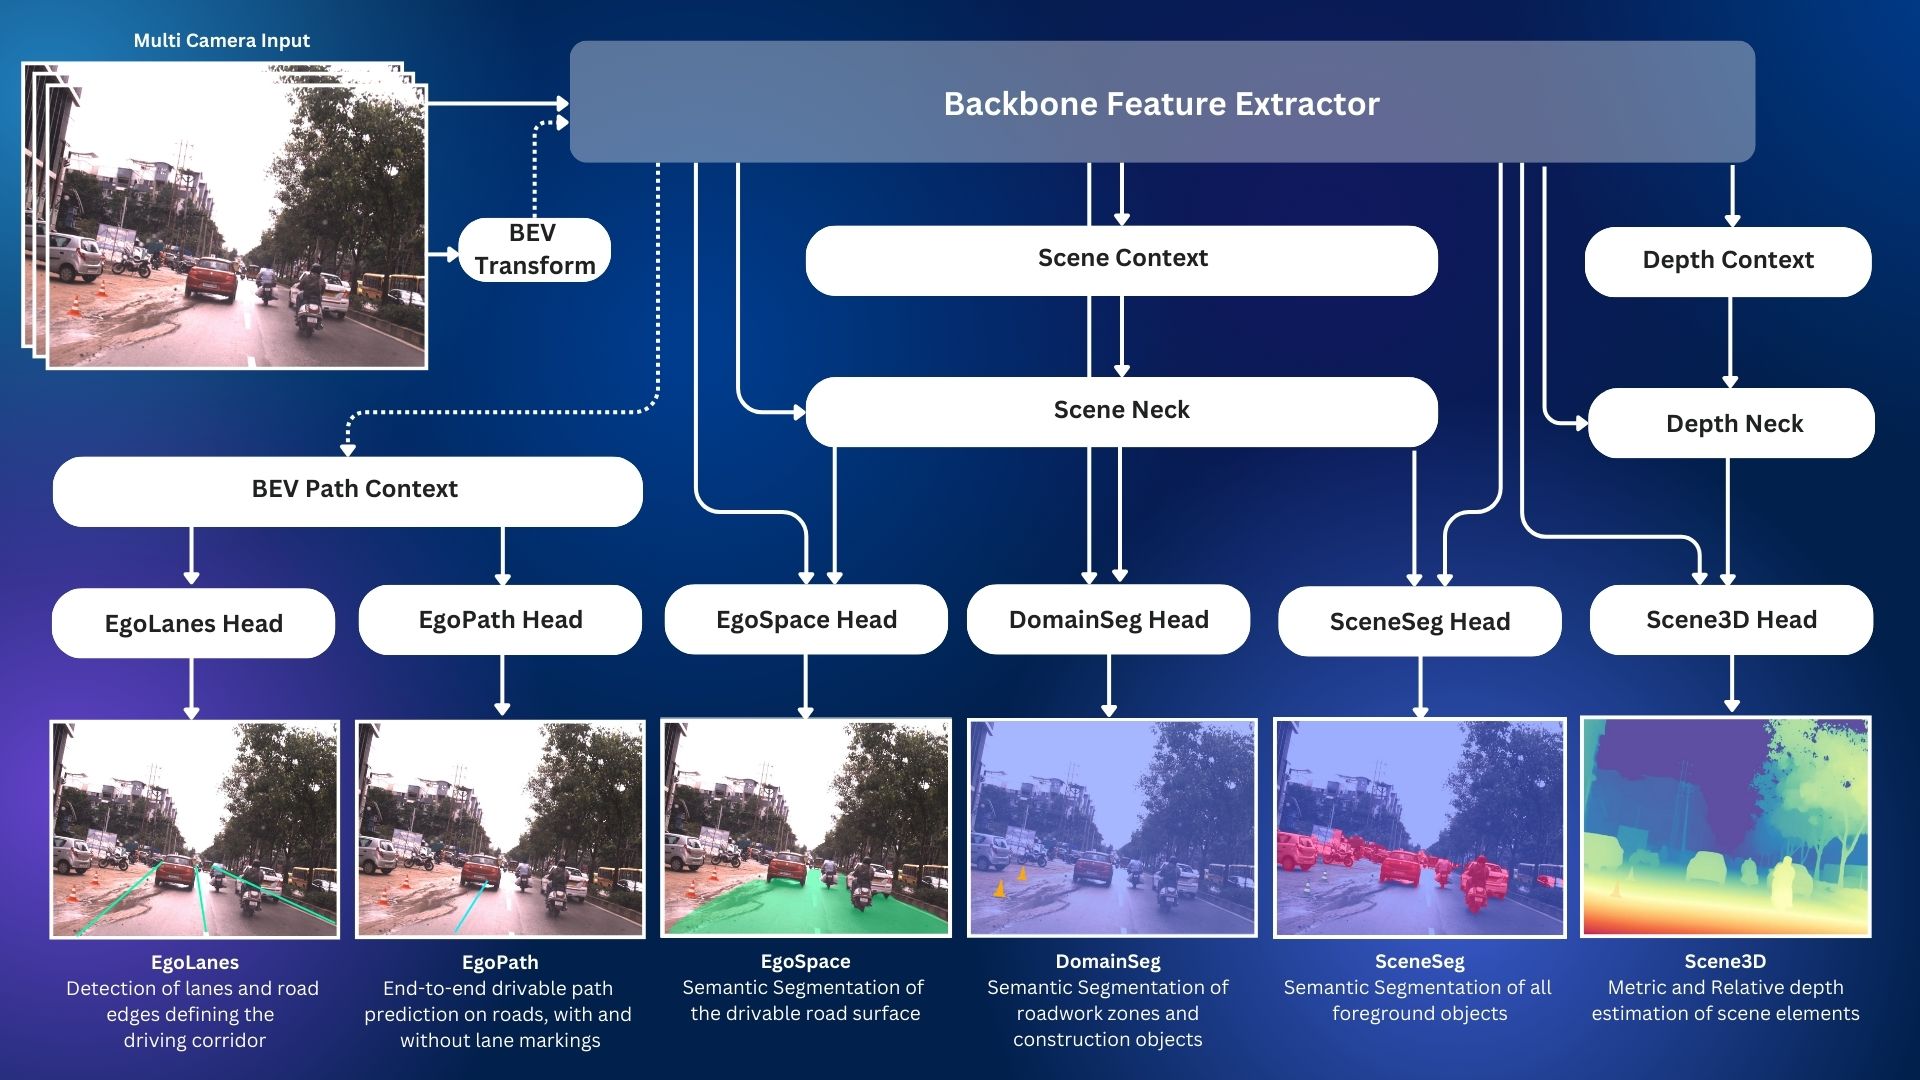 Multi Camera Input
Backbone Feature Extractor
BEV
Transform
Scene Context
Depth Context
Scene Neck
Depth Neck
BEV Path Context
EgoLanes Head
EgoPath Head
EgoSpace Head
DomainSeg Head
SceneSeg Head
Scene3D Head
EgoLanes
Detection of lanes and road
edges defining the
driving corridor
EgoPath
End-to-end drivable path
prediction on roads, with and
without lane markings
EgoSpace
Semantic Segmentation of
the drivable road surface
DomainSeg
Semantic Segmentation of
roadwork zones and
construction objects
SceneSeg
Semantic Segmentation of all
foreground objects
Scene3D
Metric and Relative depth
estimation of scene elements